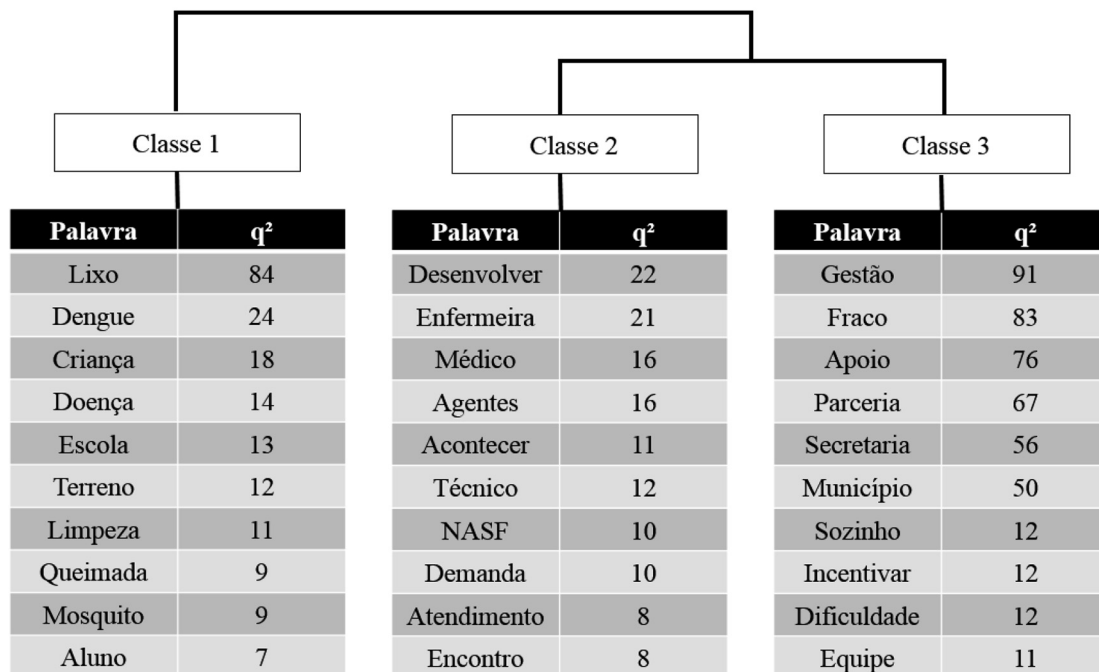 Classe 1
Classe 2
Classe 3
Palavra q²
Lixo 84
Dengue 24
Criança 18
Doença 14
Escola 13
Terreno 12
Limpeza 11
Queimada 9
Mosquito 9
Aluno 7
Palavra q²
Desenvolver 22
Enfermeira 21
Médico 16
Agentes 16
Acontecer 11
Técnico 12
NASF 10
Demanda 10
Atendimento 8
Encontro 8
Palavra q²
Gestão 91
Fraco 83
Apoio 76
Parceria 67
Secretaria 56
Município 50
Sozinho 12
Incentivar 12
Dificuldade 12
Equipe 11